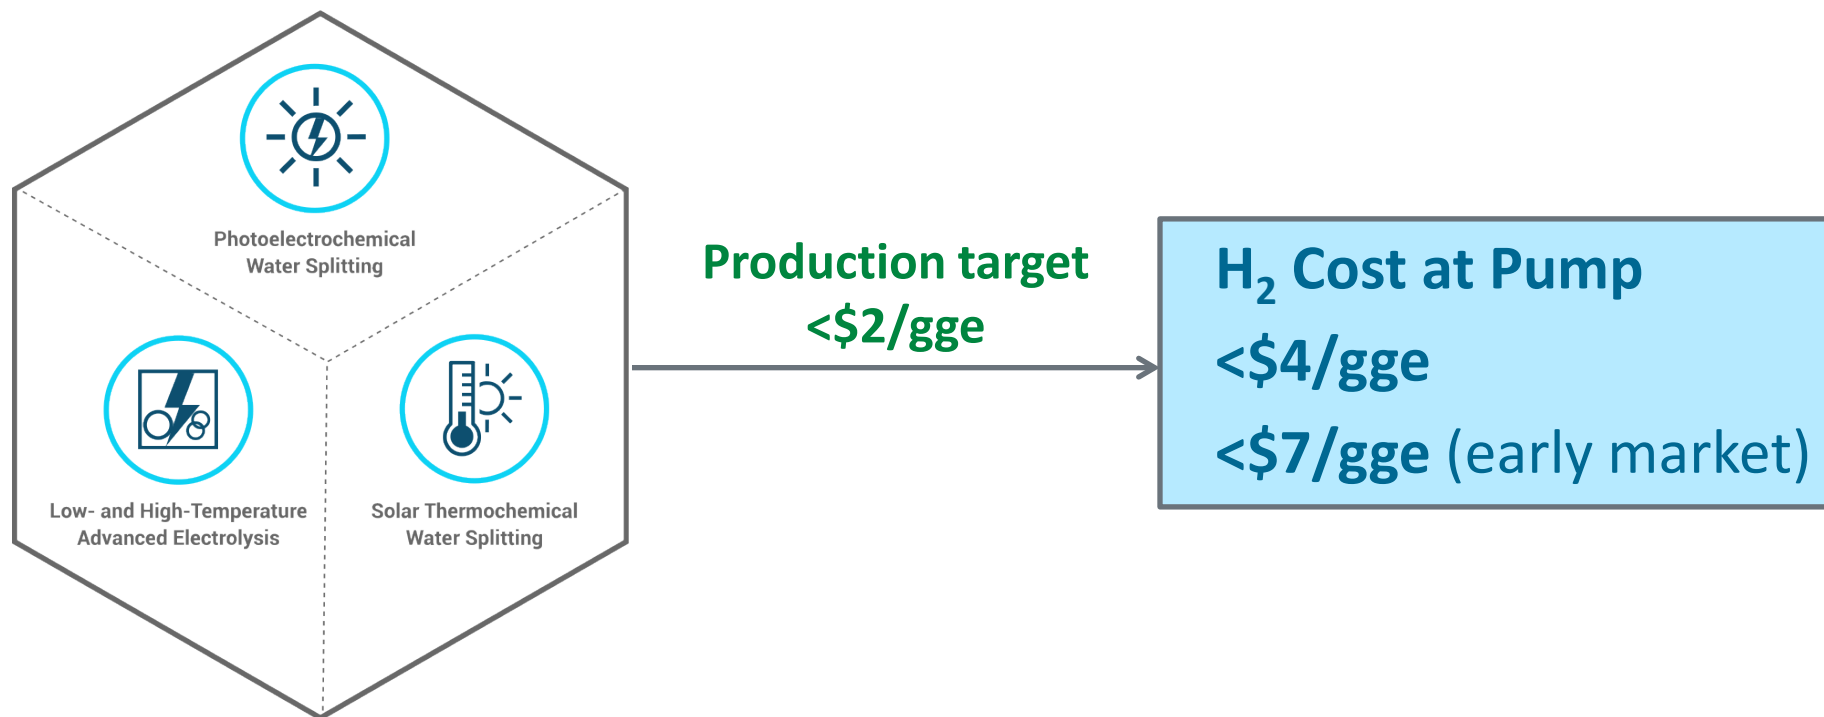 Photoelectrochemical
Water Splitting
Low- and High-Temperature
Advanced Electrolysis
Solar Thermochemical
Water Splitting
Production target
<$2/gge
H₂ Cost at Pump
<$4/gge
<$7/gge (early market)